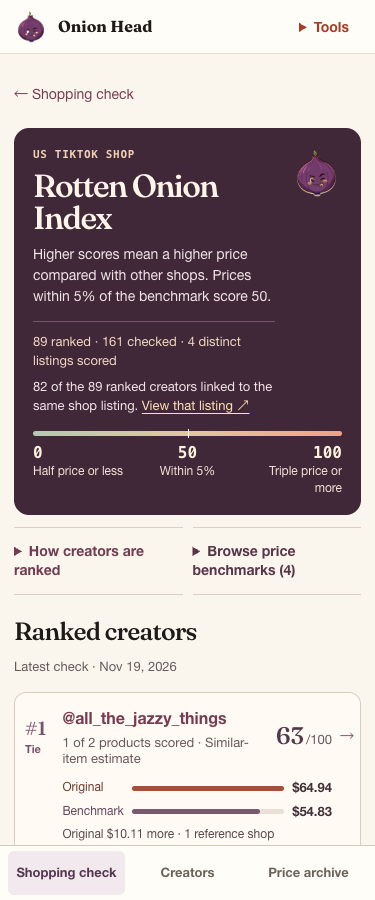 Onion Head
▶ Tools
← Shopping check
US TIKTOK SHOP
Rotten Onion
Index
Higher scores mean a higher price
compared with other shops. Prices
within 5% of the benchmark score 50.
89 ranked · 161 checked · 4 distinct
listings scored
82 of the 89 ranked creators linked to the
same shop listing. View that listing ↗
0 50 100
Half price or less Within 5% Triple price or
more
▶ How creators are
ranked
▶ Browse price
benchmarks (4)
Ranked creators
Latest check · Nov 19, 2026
#1
Tie
@all_the_jazzy_things
1 of 2 products scored · Similar-
item estimate
63/100 →
Original $64.94
Benchmark $54.83
Original $10.11 more · 1 reference shop
Shopping check Creators Price archive